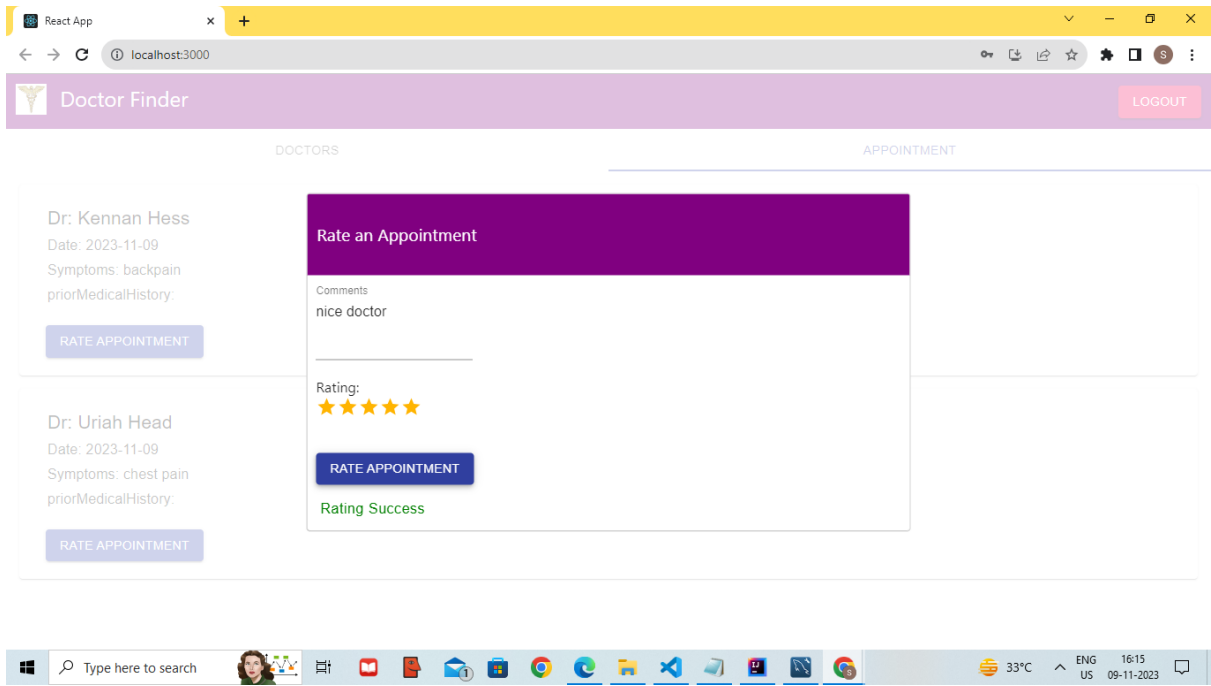 React App
localhost:3000
S
Doctor Finder
LOGOUT
DOCTORS
APPOINTMENT
Dr: Kennan Hess
Date: 2023-11-09
Symptoms: backpain
priorMedicalHistory:
RATE APPOINTMENT
Rate an Appointment
Comments
nice doctor
Rating:
RATE APPOINTMENT
Rating Success
Dr: Uriah Head
Date: 2023-11-09
Symptoms: chest pain
priorMedicalHistory:
RATE APPOINTMENT
Type here to search
1
IJ
S
33°C
ENG
US
16:15
09-11-2023